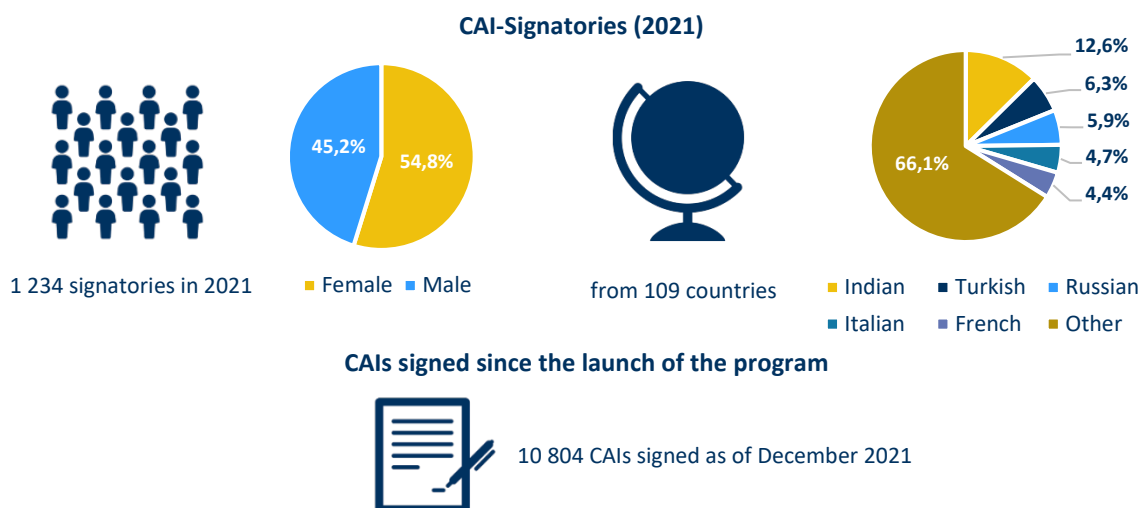 CAI-Signatories (2021)
45,2%
54,8%
12,6%
6,3%
5,9%
4,7%
4,4%
66,1%
1 234 signatories in 2021
Female Male
from 109 countries
Indian Turkish Russian
Italian French Other
CAIs signed since the launch of the program
10 804 CAIs signed as of December 2021